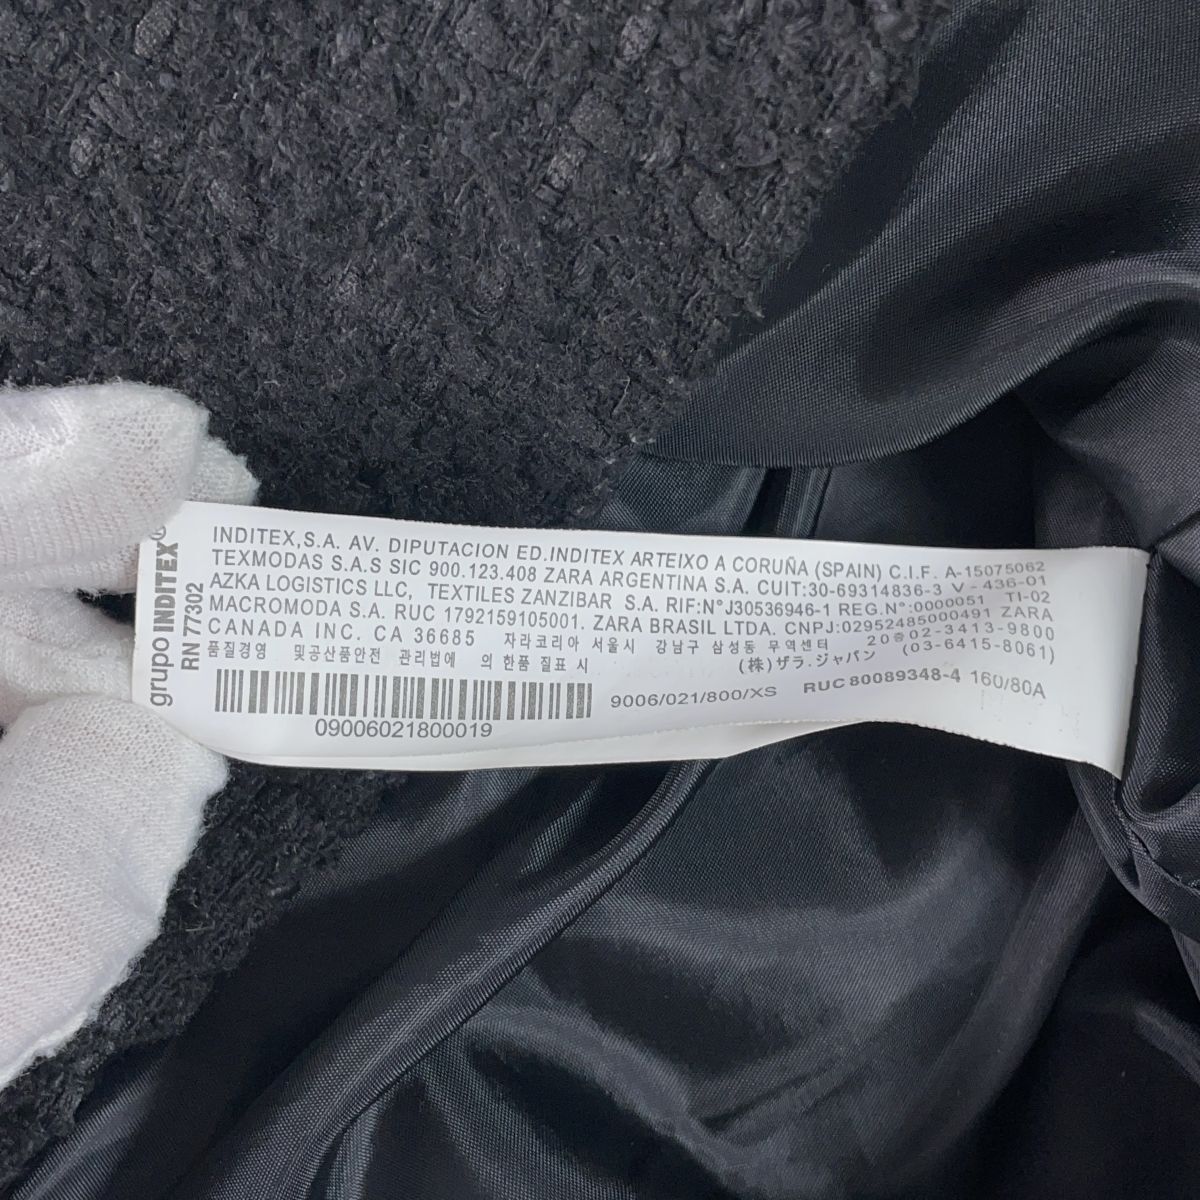 grupo INDITEX®
RN 77302
INDITEX,S.A. AV. DIPUTACION ED.INDITEX ARTEIXO A CORUÑA (SPAIN) C.I.F. A-15075062
TEXMODAS S.A.S SIC 900.123.408 ZARA ARGENTINA S.A. CUIT:30-69314836-3 V-436-01
AZKA LOGISTICS LLC, TEXTILES ZANZIBAR S.A. RIF:N°J30536946-1 REG.N°:0000051 TI-02
MACROMODA S.A. RUC 1792159105001. ZARA BRASIL LTDA. CNPJ:02952485000491 ZARA
CANADA INC. CA 36685 자라코리아 서울시 강남구 삼성동 무역센터 20☎02-3413-9800
품질경영 및공산품안전 관리법에 의 한품 질표 시 (株)ザラ.ジャパン (03-6415-8061)
9006/021/800/XS RUC 80089348-4 160/80A
09006021800019